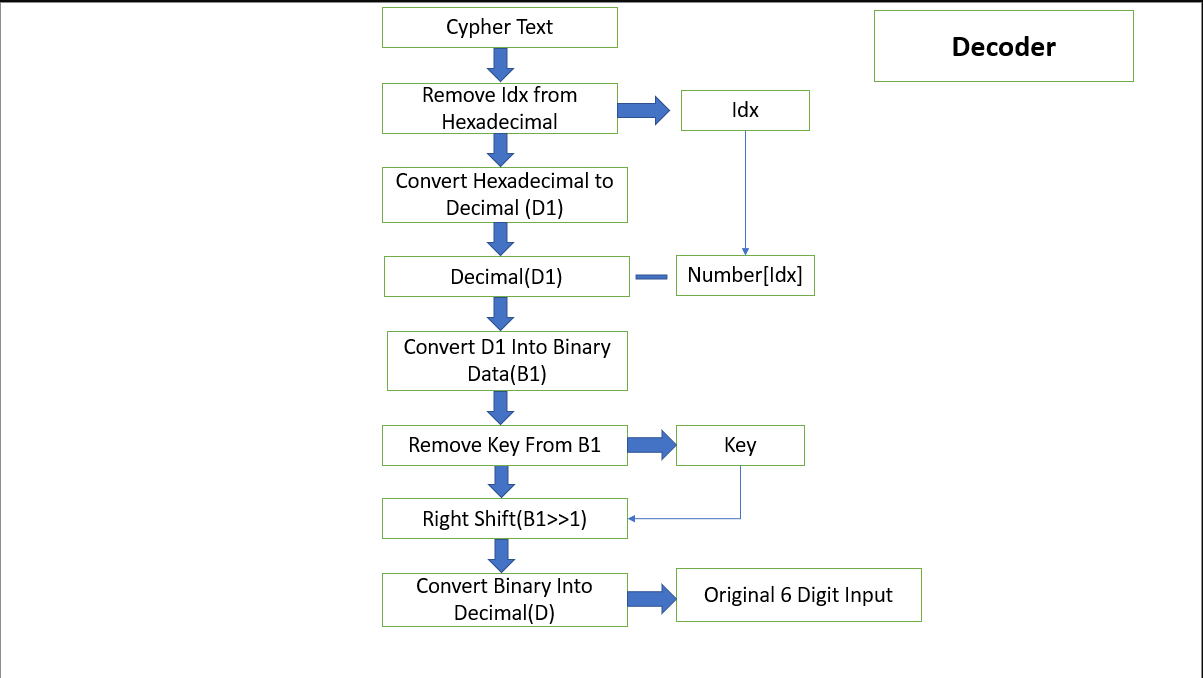 Cypher Text
Decoder
Remove Idx from
Hexadecimal
Idx
Convert Hexadecimal to
Decimal (D1)
Decimal(D1)
Number[Idx]
Convert D1 Into Binary
Data(B1)
Remove Key From B1
Key
Right Shift(B1>>1)
Convert Binary Into
Decimal(D)
Original 6 Digit Input